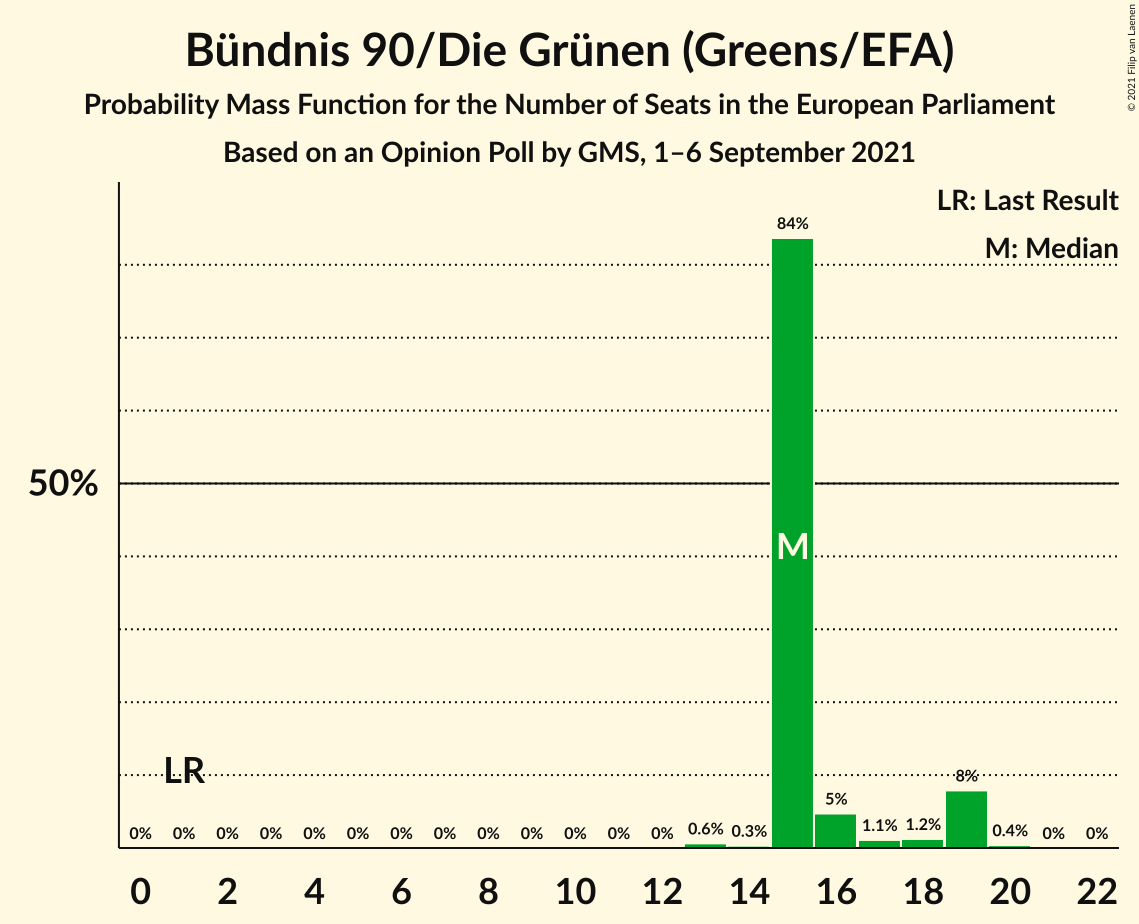 Bündnis 90/Die Grünen (Greens/EFA)
Probability Mass Function for the Number of Seats in the European Parliament
Based on an Opinion Poll by GMS, 1–6 September 2021
© 2021 Filip van Laenen
LR: Last Result
M: Median
84%
50%
M
LR
8%
5%
0% 0% 0% 0% 0% 0% 0% 0% 0% 0% 0% 0% 0% 0.6% 0.3% 1.1% 1.2% 0.4% 0% 0%
0 2 4 6 8 10 12 14 16 18 20 22